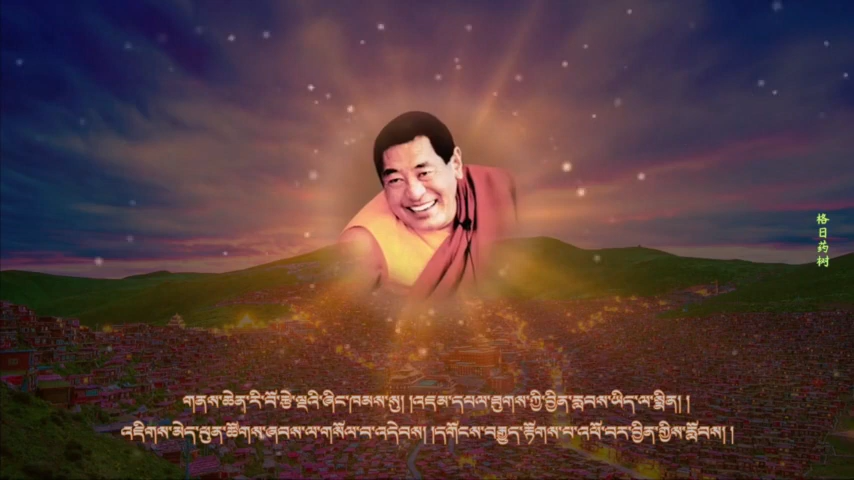 གནས་ཆེན་རི་བོ་རྩེ་ལྔའི་ཞིང་ཁམས་སུ། །འཇམ་དཔལ་ཐུགས་ཀྱི་བྱིན་རླབས་ཡིད་ལ་སྨིན། །
འཇིགས་མེད་ཕུན་ཚོགས་ཞབས་ལ་གསོལ་བ་འདེབས། །དགོངས་བརྒྱུད་རྟོགས་པ་འཕོ་བར་བྱིན་གྱིས་རློབས། །
格日药树